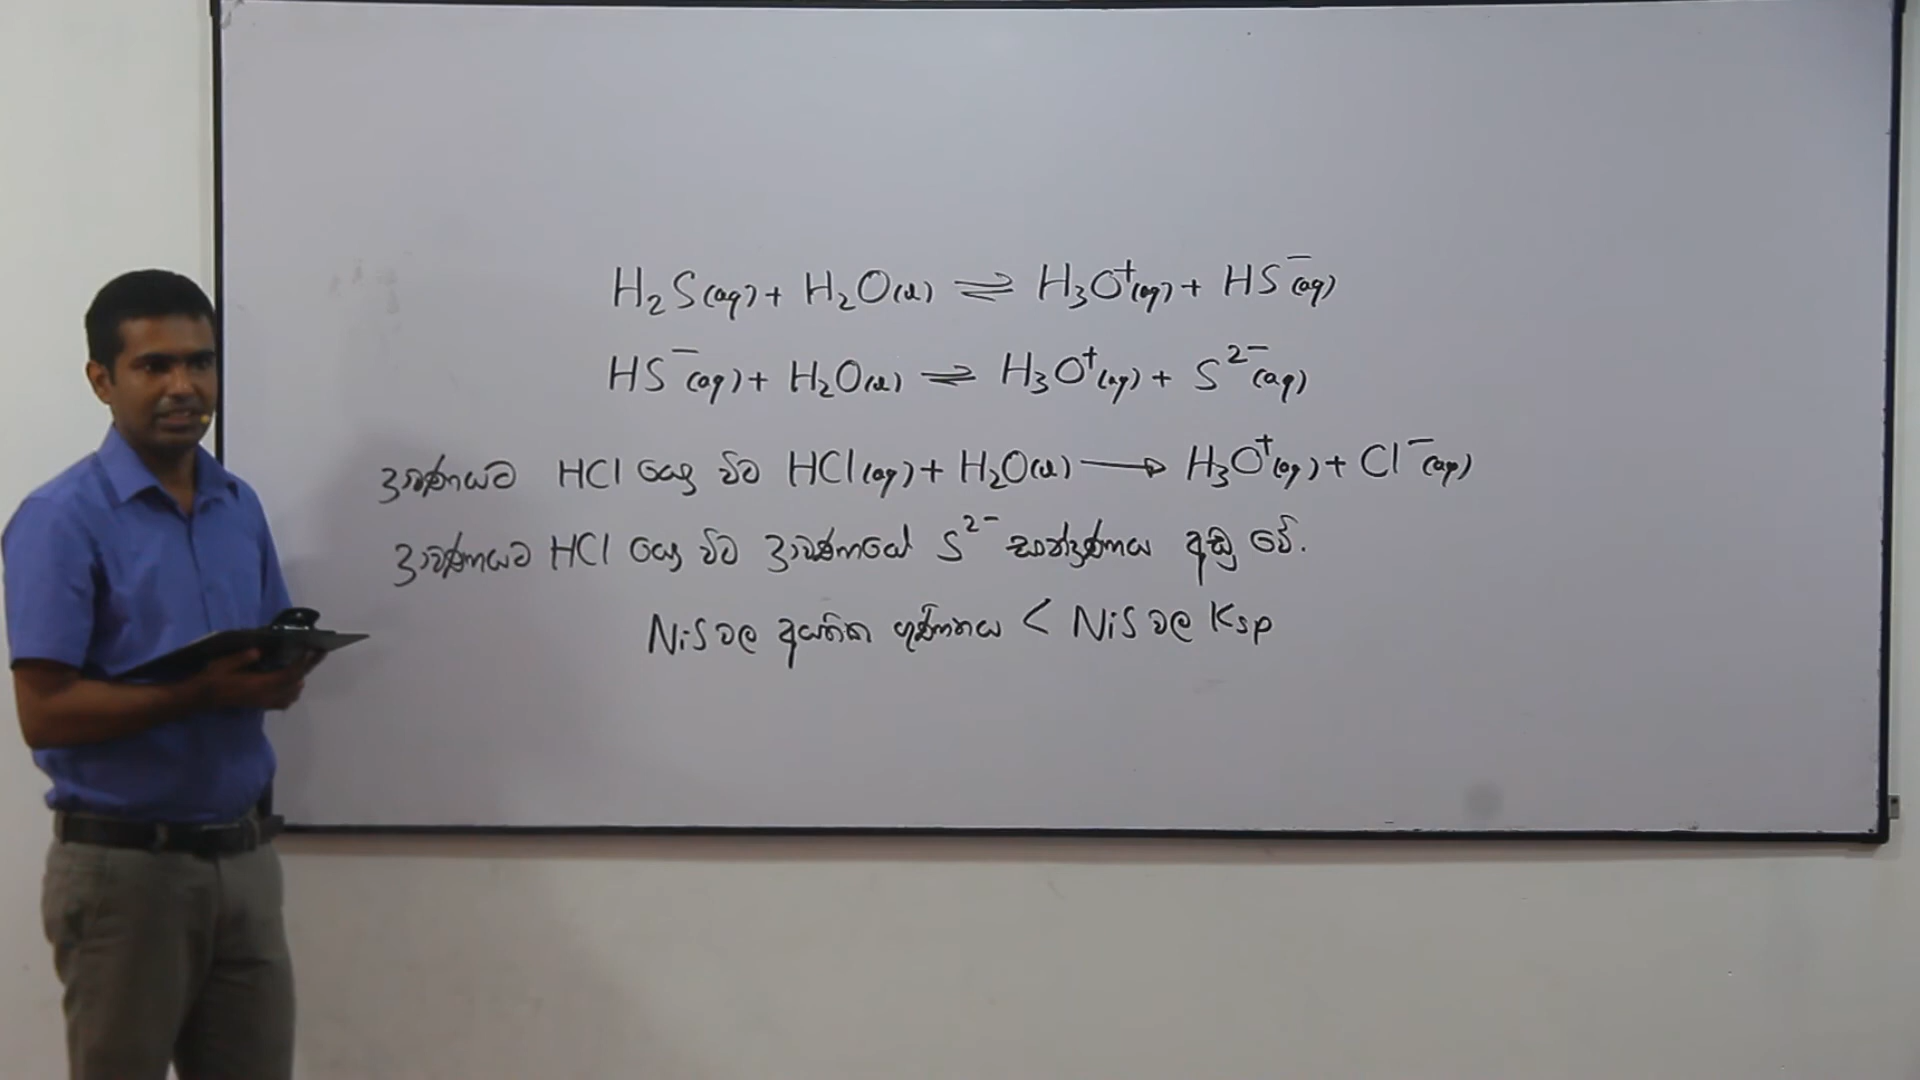 H₂S(aq) + H₂O(l) ⇌ H₃O⁺(aq) + HS⁻(aq)
HS⁻(aq) + H₂O(l) ⇌ H₃O⁺(aq) + S²⁻(aq)
ද්‍රාවණයට HCl යෙදූ විට HCl(aq) + H₂O(l) ⟶ H₃O⁺(aq) + Cl⁻(aq)
ද්‍රාවණයට HCl යෙදූ විට ද්‍රාවණයේ S²⁻ සාන්ද්‍රණය අඩු වේ.
NiS වල අයනික ගුණිතය < NiS වල Ksp